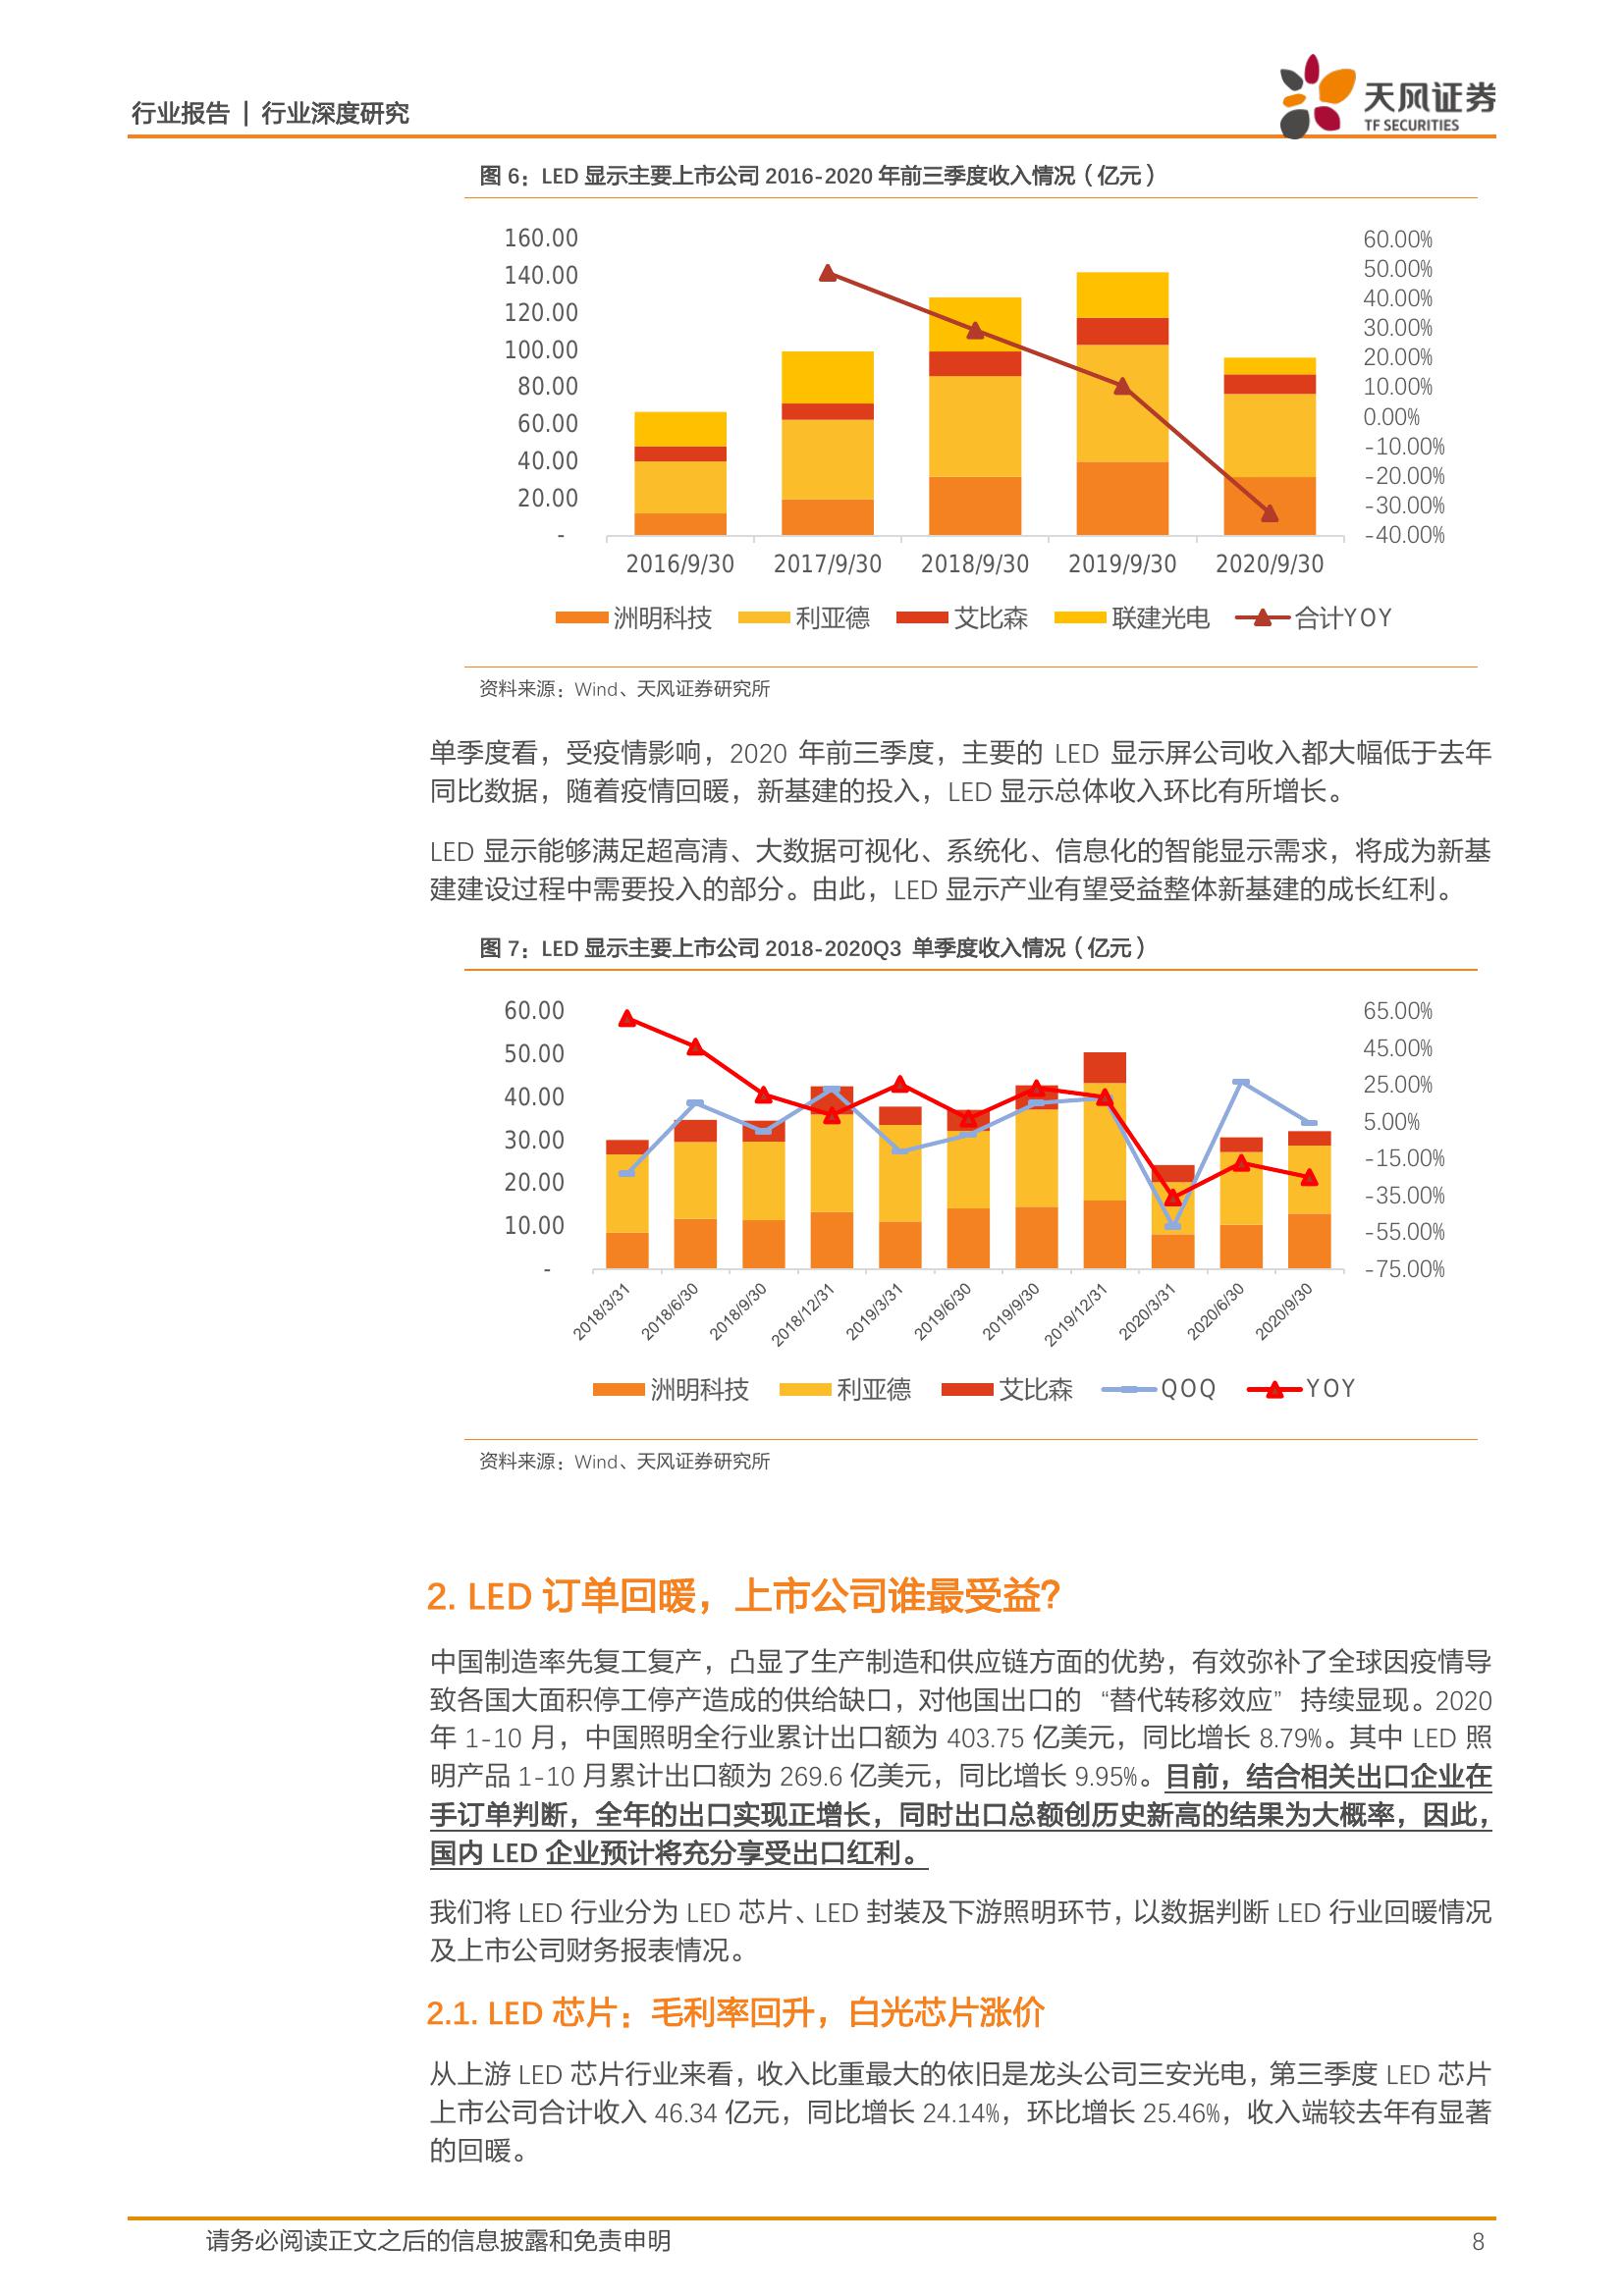 行业报告 | 行业深度研究
天风证券
TF SECURITIES
图 6：LED 显示主要上市公司 2016-2020 年前三季度收入情况（亿元）
160.00
140.00
120.00
100.00
80.00
60.00
40.00
20.00
-
60.00%
50.00%
40.00%
30.00%
20.00%
10.00%
0.00%
-10.00%
-20.00%
-30.00%
-40.00%
2016/9/30 2017/9/30 2018/9/30 2019/9/30 2020/9/30
洲明科技 利亚德 艾比森 联建光电 合计YOY
资料来源：Wind、天风证券研究所
单季度看，受疫情影响，2020 年前三季度，主要的 LED 显示屏公司收入都大幅低于去年
同比数据，随着疫情回暖，新基建的投入，LED 显示总体收入环比有所增长。
LED 显示能够满足超高清、大数据可视化、系统化、信息化的智能显示需求，将成为新基
建建设过程中需要投入的部分。由此，LED 显示产业有望受益整体新基建的成长红利。
图 7：LED 显示主要上市公司 2018-2020Q3 单季度收入情况（亿元）
60.00
50.00
40.00
30.00
20.00
10.00
-
65.00%
45.00%
25.00%
5.00%
-15.00%
-35.00%
-55.00%
-75.00%
2018/3/31 2018/6/30 2018/9/30 2018/12/31 2019/3/31 2019/6/30 2019/9/30 2019/12/31 2020/3/31 2020/6/30 2020/9/30
洲明科技 利亚德 艾比森 QOQ YOY
资料来源：Wind、天风证券研究所
2. LED 订单回暖，上市公司谁最受益？
中国制造率先复工复产，凸显了生产制造和供应链方面的优势，有效弥补了全球因疫情导
致各国大面积停工停产造成的供给缺口，对他国出口的 “替代转移效应” 持续显现。2020
年 1-10 月，中国照明全行业累计出口额为 403.75 亿美元，同比增长 8.79%。其中 LED 照
明产品 1-10 月累计出口额为 269.6 亿美元，同比增长 9.95%。目前，结合相关出口企业在
手订单判断，全年的出口实现正增长，同时出口总额创历史新高的结果为大概率，因此，
国内 LED 企业预计将充分享受出口红利。
我们将 LED 行业分为 LED 芯片、LED 封装及下游照明环节，以数据判断 LED 行业回暖情况
及上市公司财务报表情况。
2.1. LED 芯片：毛利率回升，白光芯片涨价
从上游 LED 芯片行业来看，收入比重最大的依旧是龙头公司三安光电，第三季度 LED 芯片
上市公司合计收入 46.34 亿元，同比增长 24.14%，环比增长 25.46%，收入端较去年有显著
的回暖。
请务必阅读正文之后的信息披露和免责申明
8